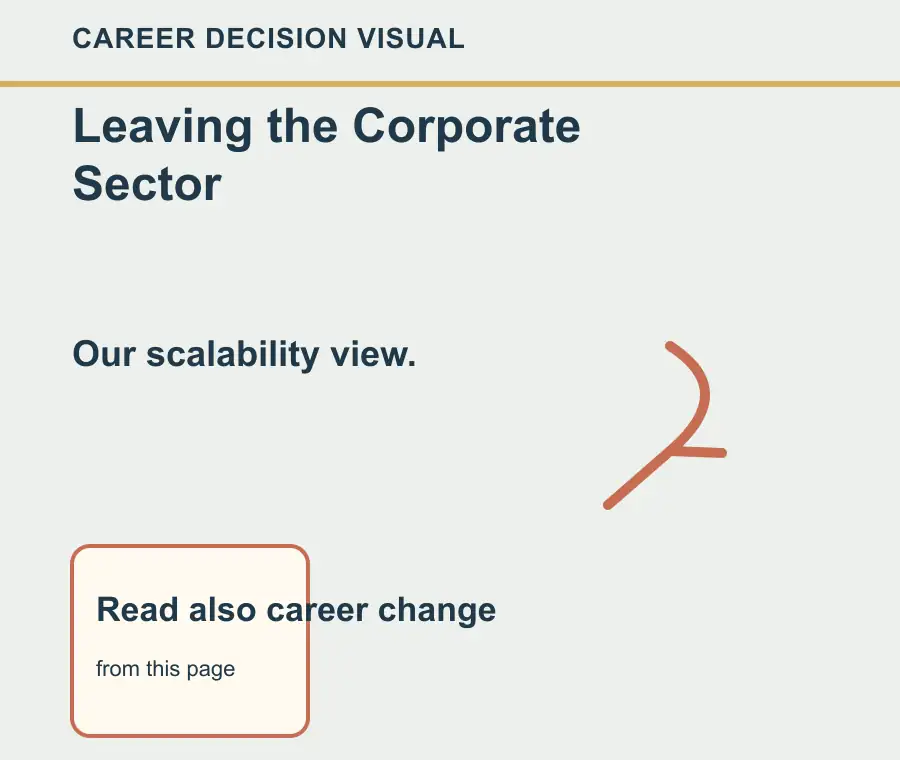 CAREER DECISION VISUAL
Leaving the Corporate
Sector
Our scalability view.
Read also career change
from this page